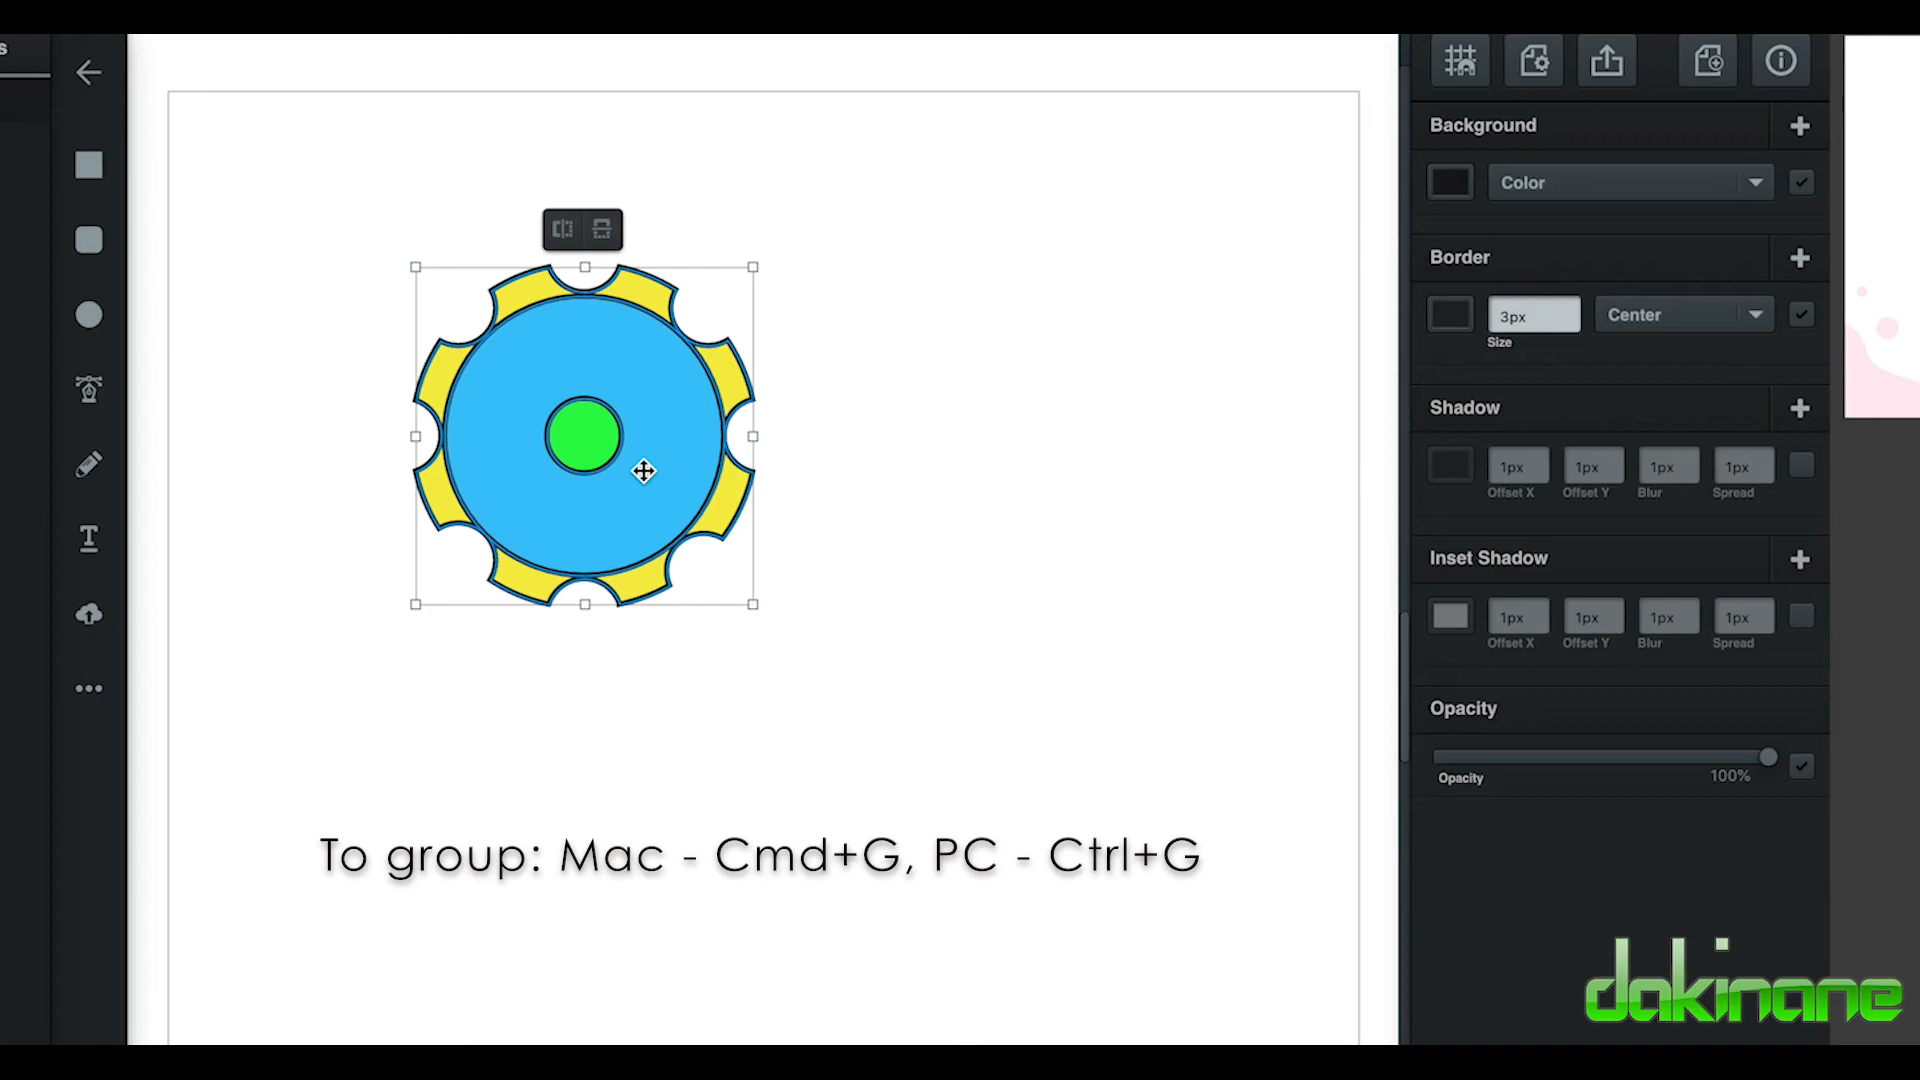 s
Background
Color
Border
3px
Center
Size
Shadow
1px 1px 1px 1px
Offset X Offset Y Blur Spread
Inset Shadow
1px 1px 1px 1px
Offset X Offset Y Blur Spread
Opacity
Opacity 100%
To group: Mac - Cmd+G, PC - Ctrl+G
dakinane